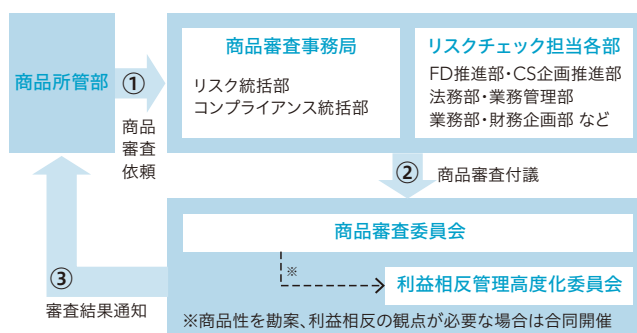 商品所管部
①
商品
審査
依頼
商品審査事務局
リスク統括部
コンプライアンス統括部
リスクチェック担当各部
FD推進部・CS企画推進部
法務部・業務管理部
業務部・財務企画部 など
②
商品審査付議
商品審査委員会
※
利益相反管理高度化委員会
※商品性を勘案、利益相反の観点が必要な場合は合同開催
③
審査結果通知